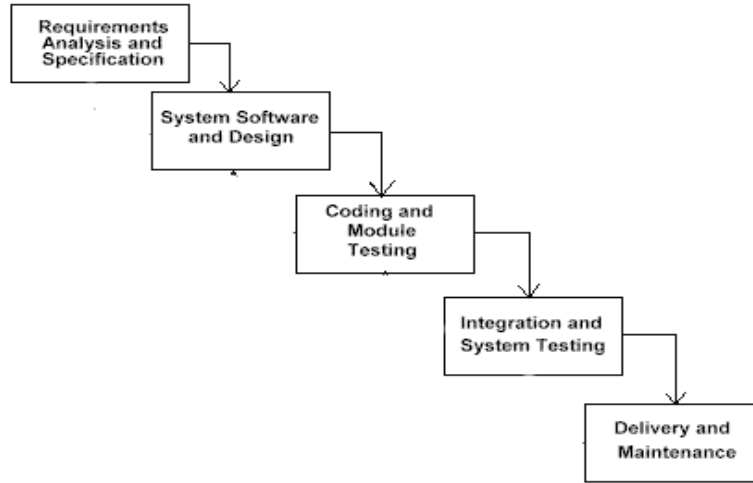 Requirements
Analysis and
Specification
System Software
and Design
Coding and
Module
Testing
Integration and
System Testing
Delivery and
Maintenance